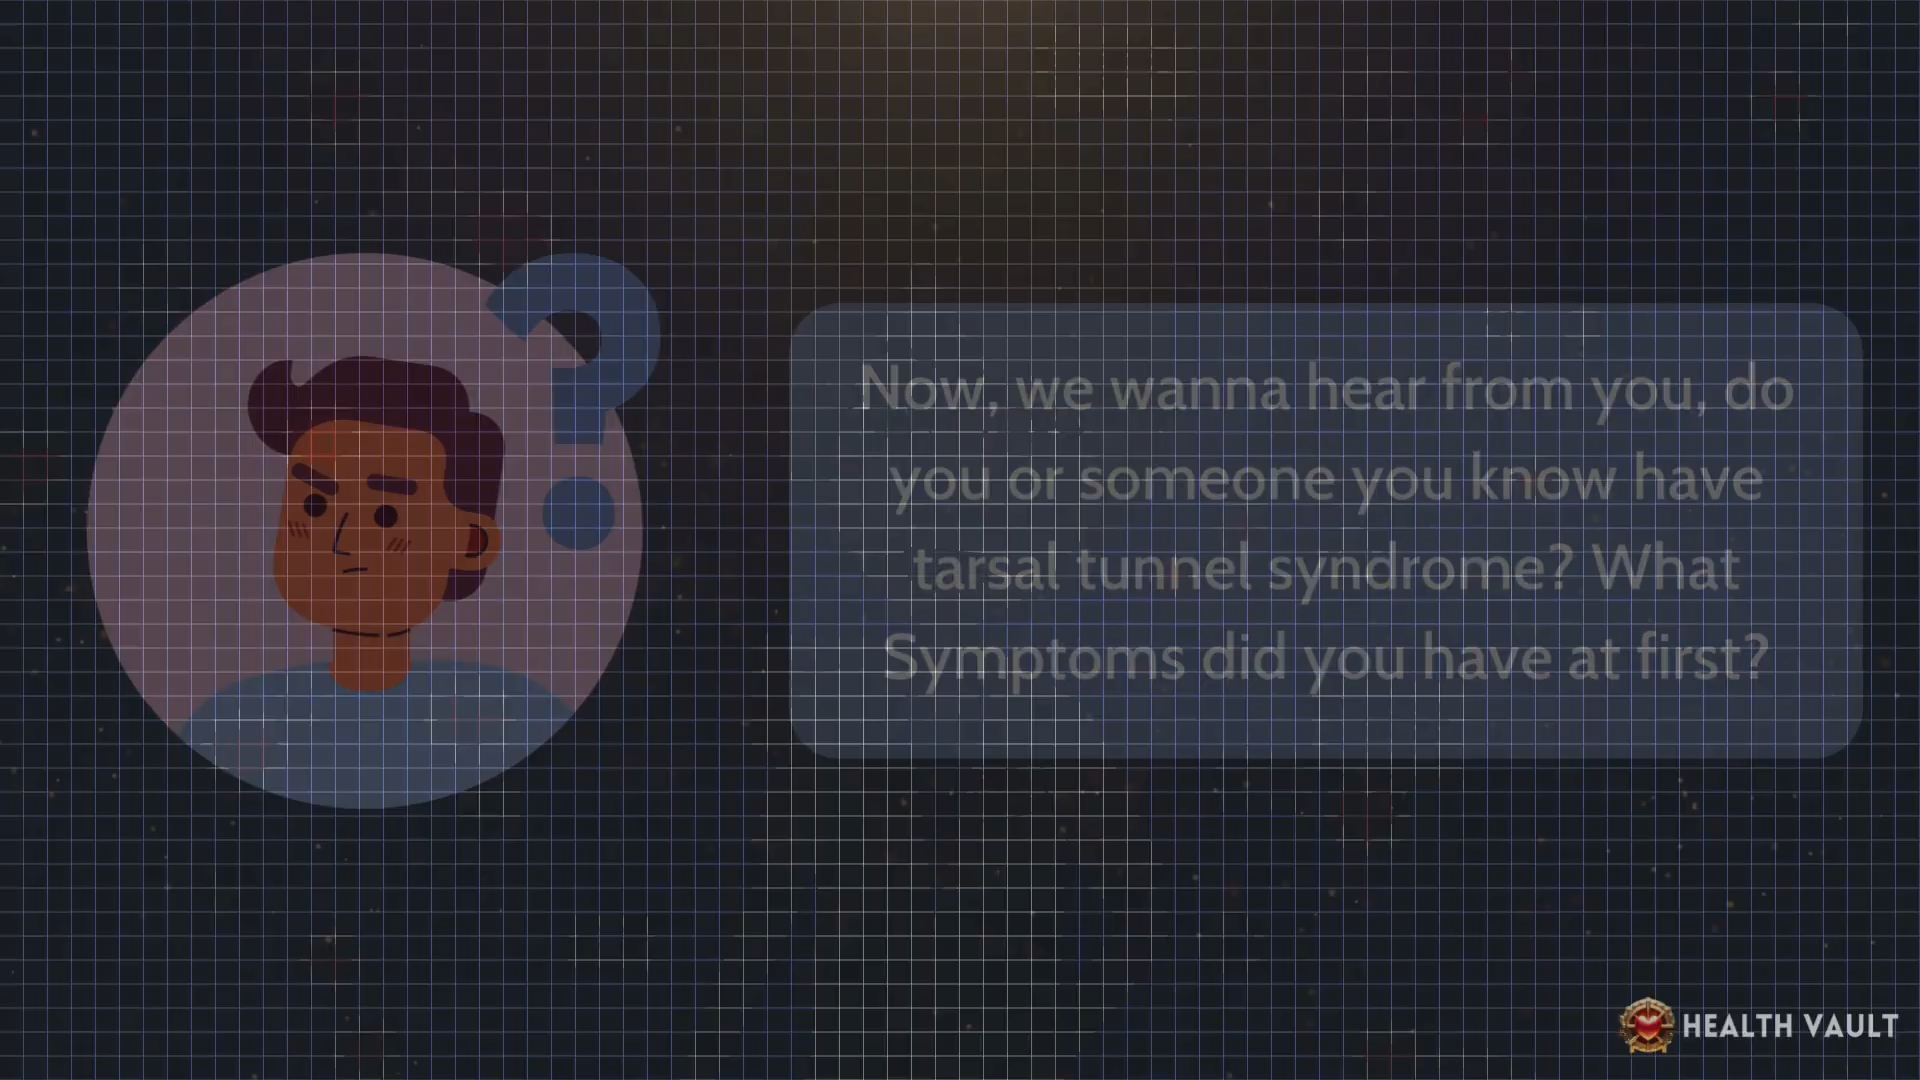 Now, we wanna hear from you, do
you or someone you know have
tarsal tunnel syndrome? What
Symptoms did you have at first?
HEALTH VAULT